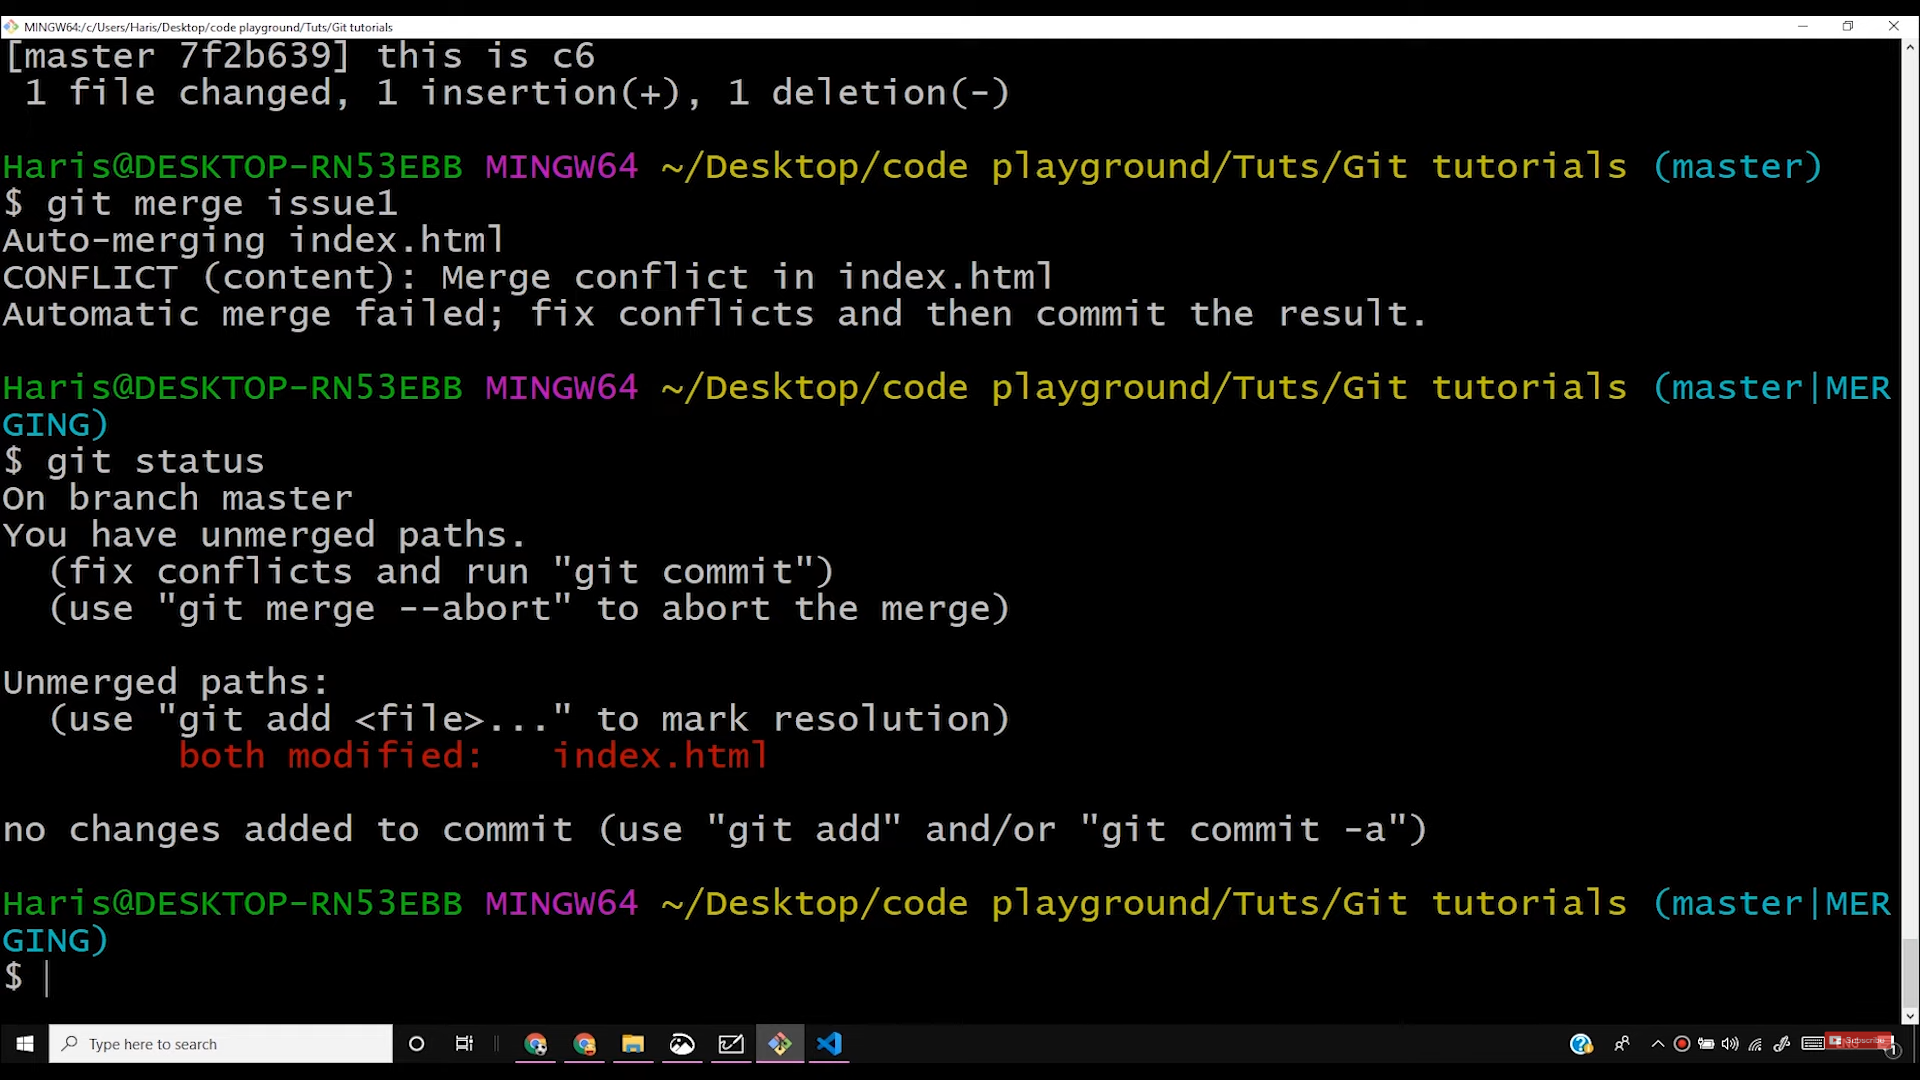 MINGW64:/c/Users/Haris/Desktop/code playground/Tuts/Git tutorials
[master 7f2b639] this is c6
 1 file changed, 1 insertion(+), 1 deletion(-)
Haris@DESKTOP-RN53EBB MINGW64 ~/Desktop/code playground/Tuts/Git tutorials (master)
$ git merge issue1
Auto-merging index.html
CONFLICT (content): Merge conflict in index.html
Automatic merge failed; fix conflicts and then commit the result.
Haris@DESKTOP-RN53EBB MINGW64 ~/Desktop/code playground/Tuts/Git tutorials (master|MER
GING)
$ git status
On branch master
You have unmerged paths.
  (fix conflicts and run "git commit")
  (use "git merge --abort" to abort the merge)
Unmerged paths:
  (use "git add <file>..." to mark resolution)
        both modified:   index.html
no changes added to commit (use "git add" and/or "git commit -a")
Haris@DESKTOP-RN53EBB MINGW64 ~/Desktop/code playground/Tuts/Git tutorials (master|MER
GING)
$
Type here to search
Subscribe
1